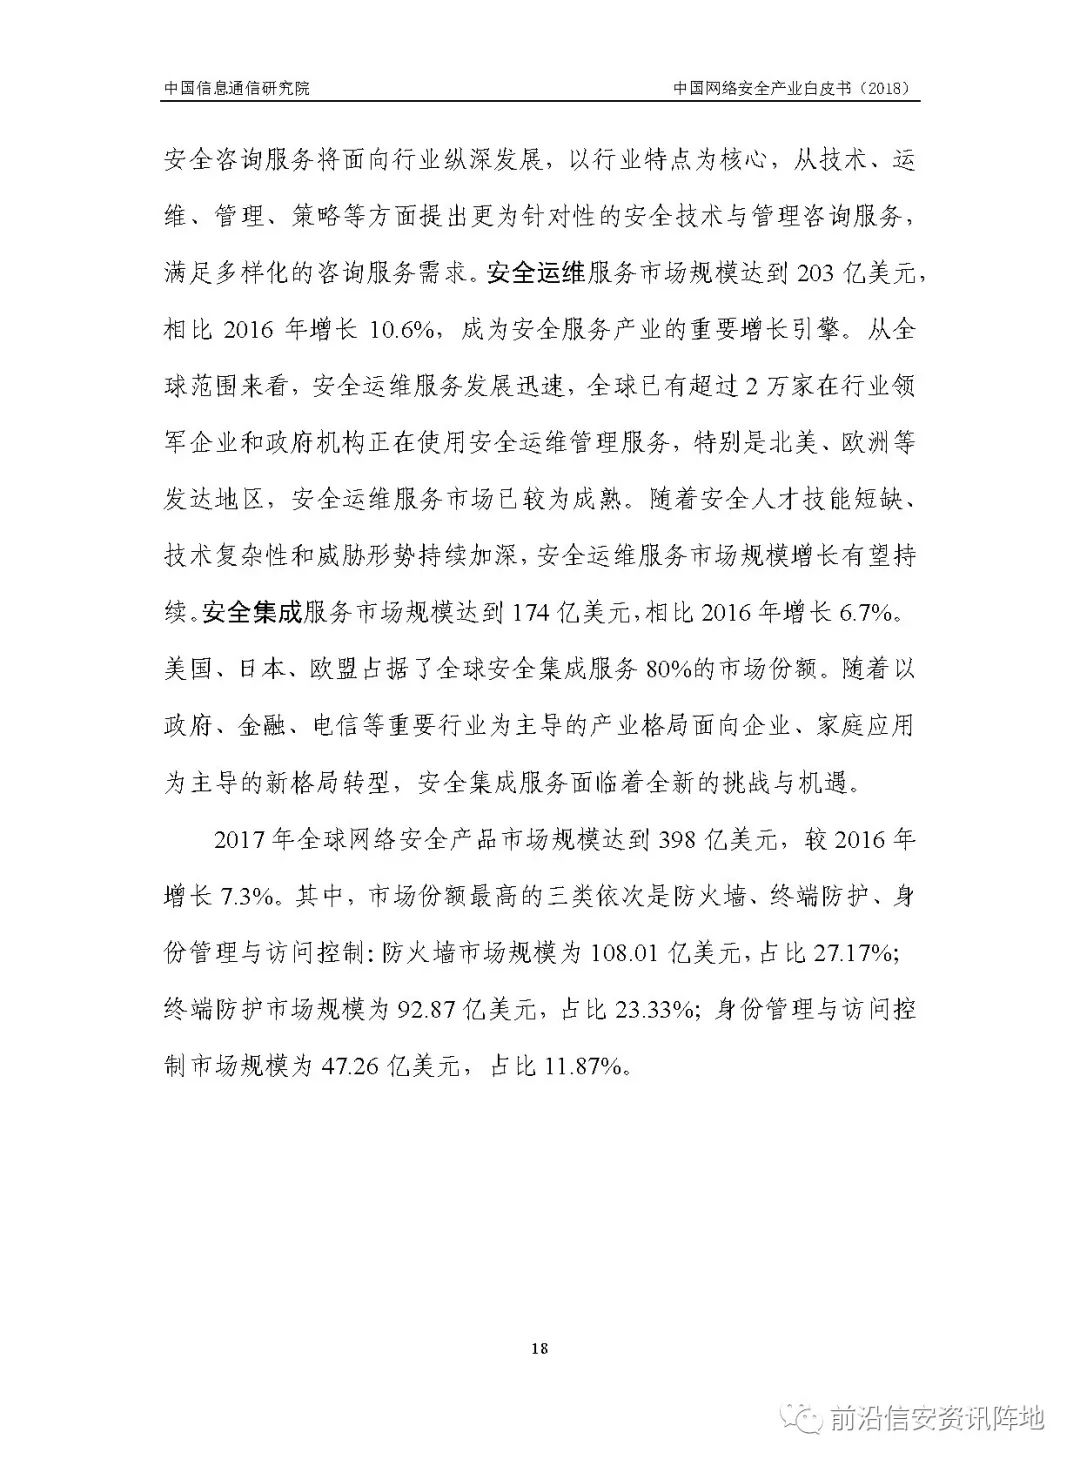 中国信息通信研究院 中国网络安全产业白皮书（2018）
安全咨询服务将面向行业纵深发展，以行业特点为核心，从技术、运
维、管理、策略等方面提出更为针对性的安全技术与管理咨询服务，
满足多样化的咨询服务需求。安全运维服务市场规模达到 203 亿美元，
相比 2016 年增长 10.6%，成为安全服务产业的重要增长引擎。从全
球范围来看，安全运维服务发展迅速，全球已有超过 2 万家在行业领
军企业和政府机构正在使用安全运维管理服务，特别是北美、欧洲等
发达地区，安全运维服务市场已较为成熟。随着安全人才技能短缺、
技术复杂性和威胁形势持续加深，安全运维服务市场规模增长有望持
续。安全集成服务市场规模达到 174 亿美元，相比 2016 年增长 6.7%。
美国、日本、欧盟占据了全球安全集成服务 80%的市场份额。随着以
政府、金融、电信等重要行业为主导的产业格局面向企业、家庭应用
为主导的新格局转型，安全集成服务面临着全新的挑战与机遇。
2017 年全球网络安全产品市场规模达到 398 亿美元，较 2016 年
增长 7.3%。其中，市场份额最高的三类依次是防火墙、终端防护、身
份管理与访问控制：防火墙市场规模为 108.01 亿美元，占比 27.17%；
终端防护市场规模为 92.87 亿美元，占比 23.33%；身份管理与访问控
制市场规模为 47.26 亿美元，占比 11.87%。
18
前沿信安资讯阵地